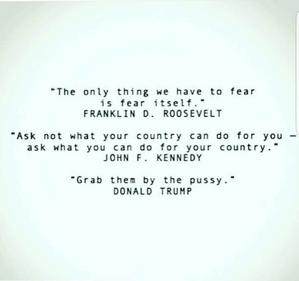 "The only thing we have to fear
is fear itself."
FRANKLIN D. ROOSEVELT
"Ask not what your country can do for you –
ask what you can do for your country."
JOHN F. KENNEDY
"Grab them by the pussy."
DONALD TRUMP